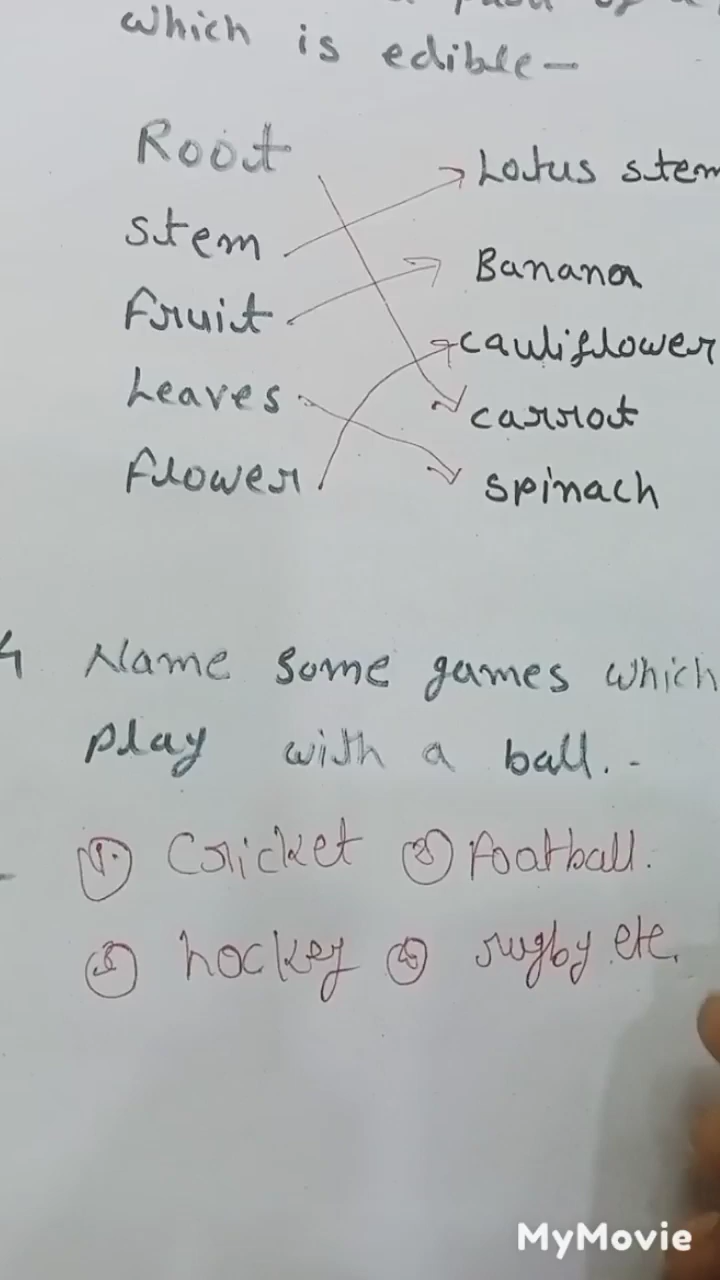 which is edible—
Root
Lotus stem
stem
Banana
fruit
cauliflower
Leaves
carrot
flower
spinach
4 Name some games which
play with a ball.-
① Cricket ② Football.
③ hockey ④ rugby etc.
MyMovie